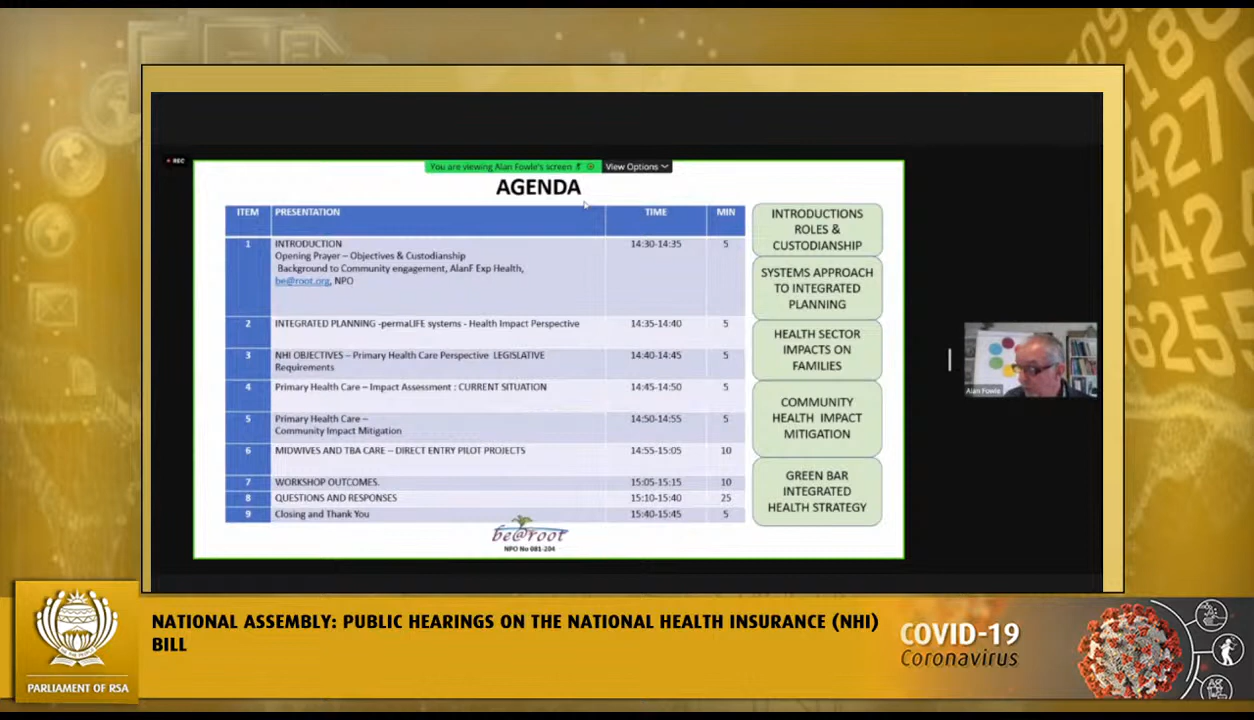 REC
You are viewing Alan Fowle's screen
View Options
AGENDA
ITEM PRESENTATION TIME MIN
1 INTRODUCTION 14:30-14:35 5
Opening Prayer – Objectives & Custodianship
Background to Community engagement, AlanF Exp Health,
be@root.org, NPO
2 INTEGRATED PLANNING -permaLIFE systems - Health Impact Perspective 14:35-14:40 5
3 NHI OBJECTIVES – Primary Health Care Perspective LEGISLATIVE 14:40-14:45 5
Requirements
4 Primary Health Care – Impact Assessment : CURRENT SITUATION 14:45-14:50 5
5 Primary Health Care – 14:50-14:55 5
Community Impact Mitigation
6 MIDWIVES AND TBA CARE – DIRECT ENTRY PILOT PROJECTS 14:55-15:05 10
7 WORKSHOP OUTCOMES. 15:05-15:15 10
8 QUESTIONS AND RESPONSES 15:10-15:40 25
9 Closing and Thank You 15:40-15:45 5
be@root
NPO No 081-204
INTRODUCTIONS
ROLES &
CUSTODIANSHIP
SYSTEMS APPROACH
TO INTEGRATED
PLANNING
HEALTH SECTOR
IMPACTS ON
FAMILIES
COMMUNITY
HEALTH IMPACT
MITIGATION
GREEN BAR
INTEGRATED
HEALTH STRATEGY
Alan Fowle
PARLIAMENT OF RSA
NATIONAL ASSEMBLY: PUBLIC HEARINGS ON THE NATIONAL HEALTH INSURANCE (NHI)
BILL
COVID-19
Coronavirus